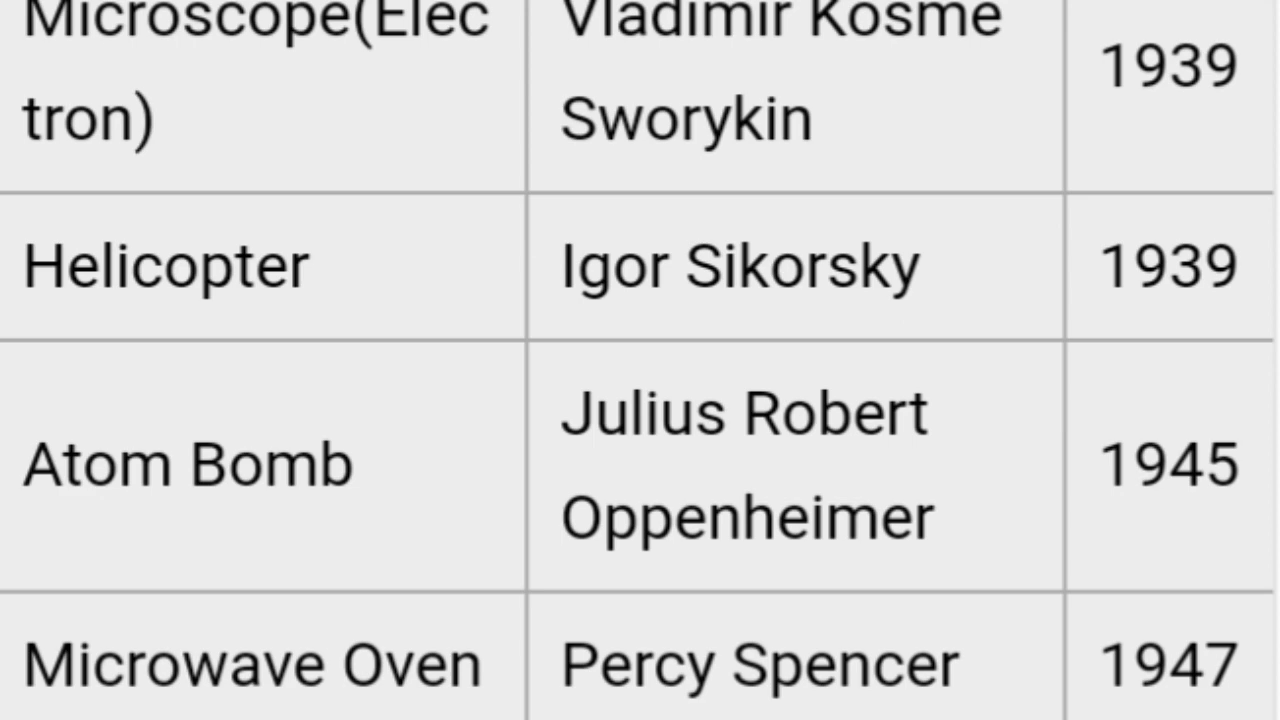 Microscope(Elec
tron)
Vladimir Kosme
Sworykin
1939
Helicopter
Igor Sikorsky
1939
Atom Bomb
Julius Robert
Oppenheimer
1945
Microwave Oven
Percy Spencer
1947